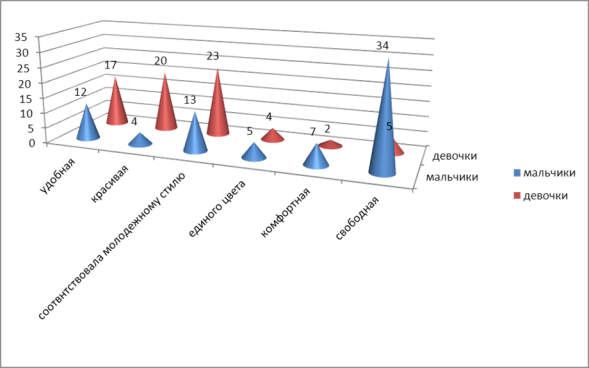 35
30
25
20
15
10
5
0
12
17
4
20
13
23
5
4
7
2
34
5
удобная
красивая
соотвнтствовала молодежному стилю
единого цвета
комфортная
свободная
девочки
мальчики
мальчики
девочки